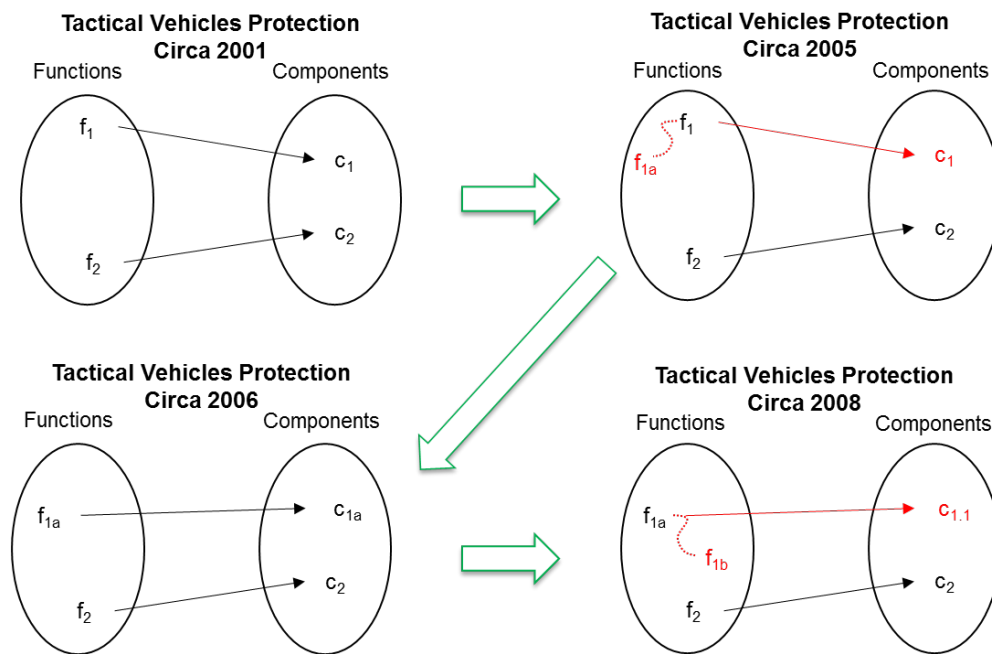 Tactical Vehicles Protection
Circa 2001
Functions Components
f1
c1
c2
f2
Tactical Vehicles Protection
Circa 2005
Functions Components
f1
f1a
c1
c2
f2
Tactical Vehicles Protection
Circa 2006
Functions Components
f1a
c1a
c2
f2
Tactical Vehicles Protection
Circa 2008
Functions Components
f1a
c1.1
f1b
c2
f2